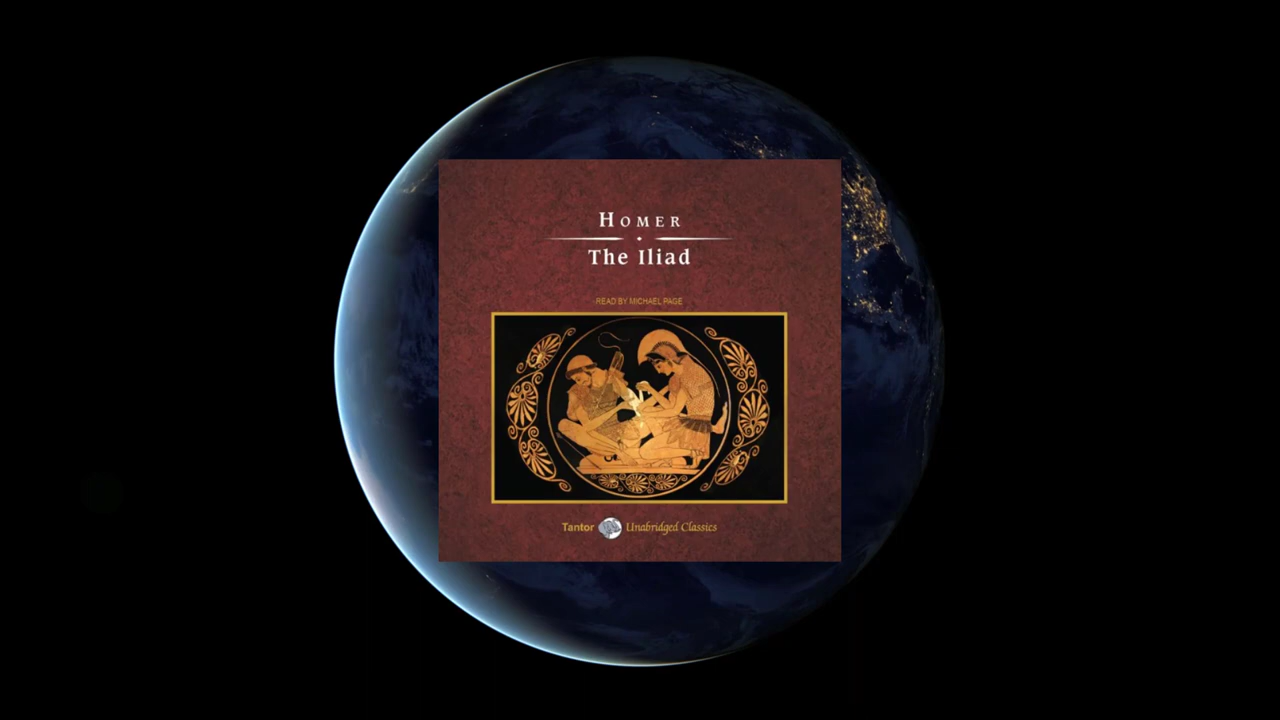 HOMER
The Iliad
READ BY MICHAEL PAGE
Tantor Unabridged Classics